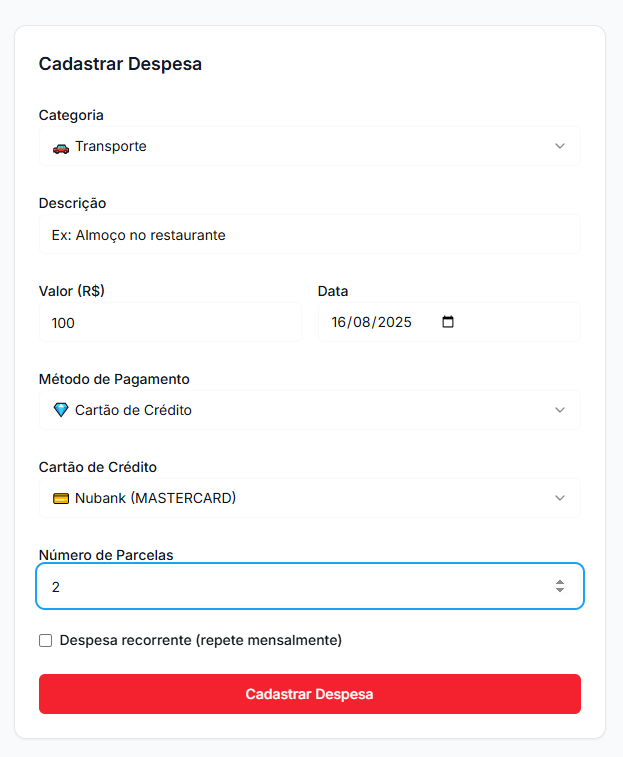 Cadastrar Despesa
Categoria
🚗 Transporte
Descrição
Ex: Almoço no restaurante
Valor (R$) Data
100 16/08/2025
Método de Pagamento
💎 Cartão de Crédito
Cartão de Crédito
💳 Nubank (MASTERCARD)
Número de Parcelas
2
Despesa recorrente (repete mensalmente)
Cadastrar Despesa